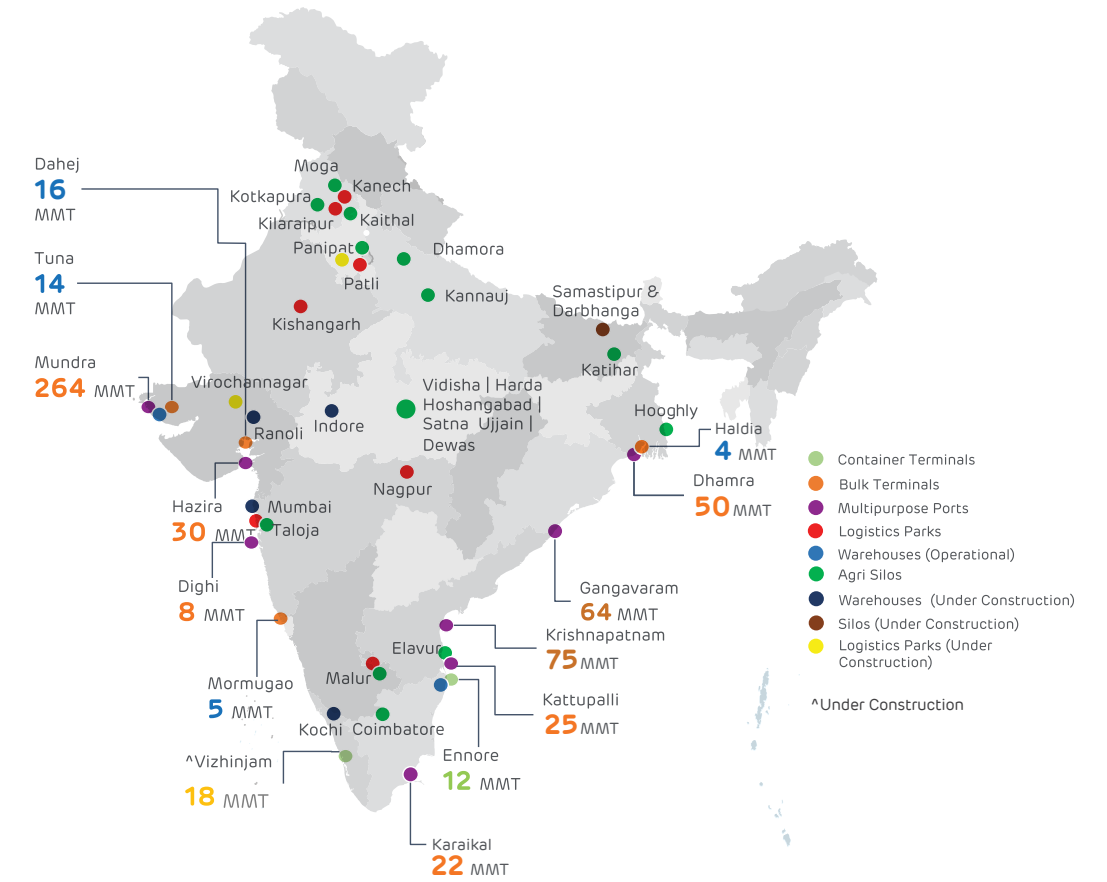 Dahej
16
MMT
Tuna
14
MMT
Mundra
264 MMT
Moga
Kanech
Kotkapura
Kilaraipur
Kaithal
Panipat
Dhamora
Patli
Kannauj
Kishangarh
Samastipur &
Darbhanga
Katihar
Virochannagar
Ranoli
Indore
Vidisha | Harda
Hoshangabad |
Satna Ujjain |
Dewas
Hooghly
Haldia
4 MMT
Dhamra
50 MMT
Nagpur
Hazira
30 MMT
Mumbai
Taloja
Dighi
8 MMT
Gangavaram
64 MMT
Krishnapatnam
75 MMT
Elavur
Malur
Kattupalli
25 MMT
Mormugao
5 MMT
Kochi
Coimbatore
Ennore
12 MMT
^Vizhinjam
18 MMT
Karaikal
22 MMT
Container Terminals
Bulk Terminals
Multipurpose Ports
Logistics Parks
Warehouses (Operational)
Agri Silos
Warehouses (Under Construction)
Silos (Under Construction)
Logistics Parks (Under
Construction)
^Under Construction